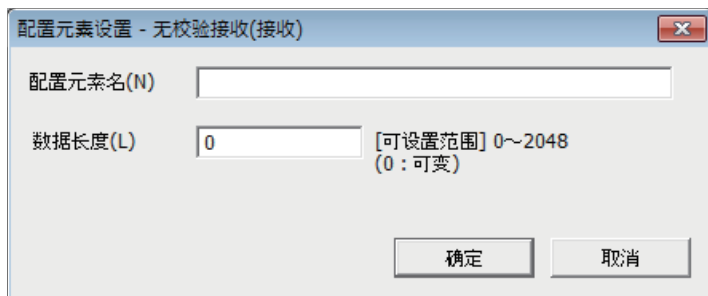 配置元素设置 - 无校验接收(接收)
配置元素名(N)
数据长度(L)
0
[可设置范围] 0～2048
(0：可变)
确定
取消